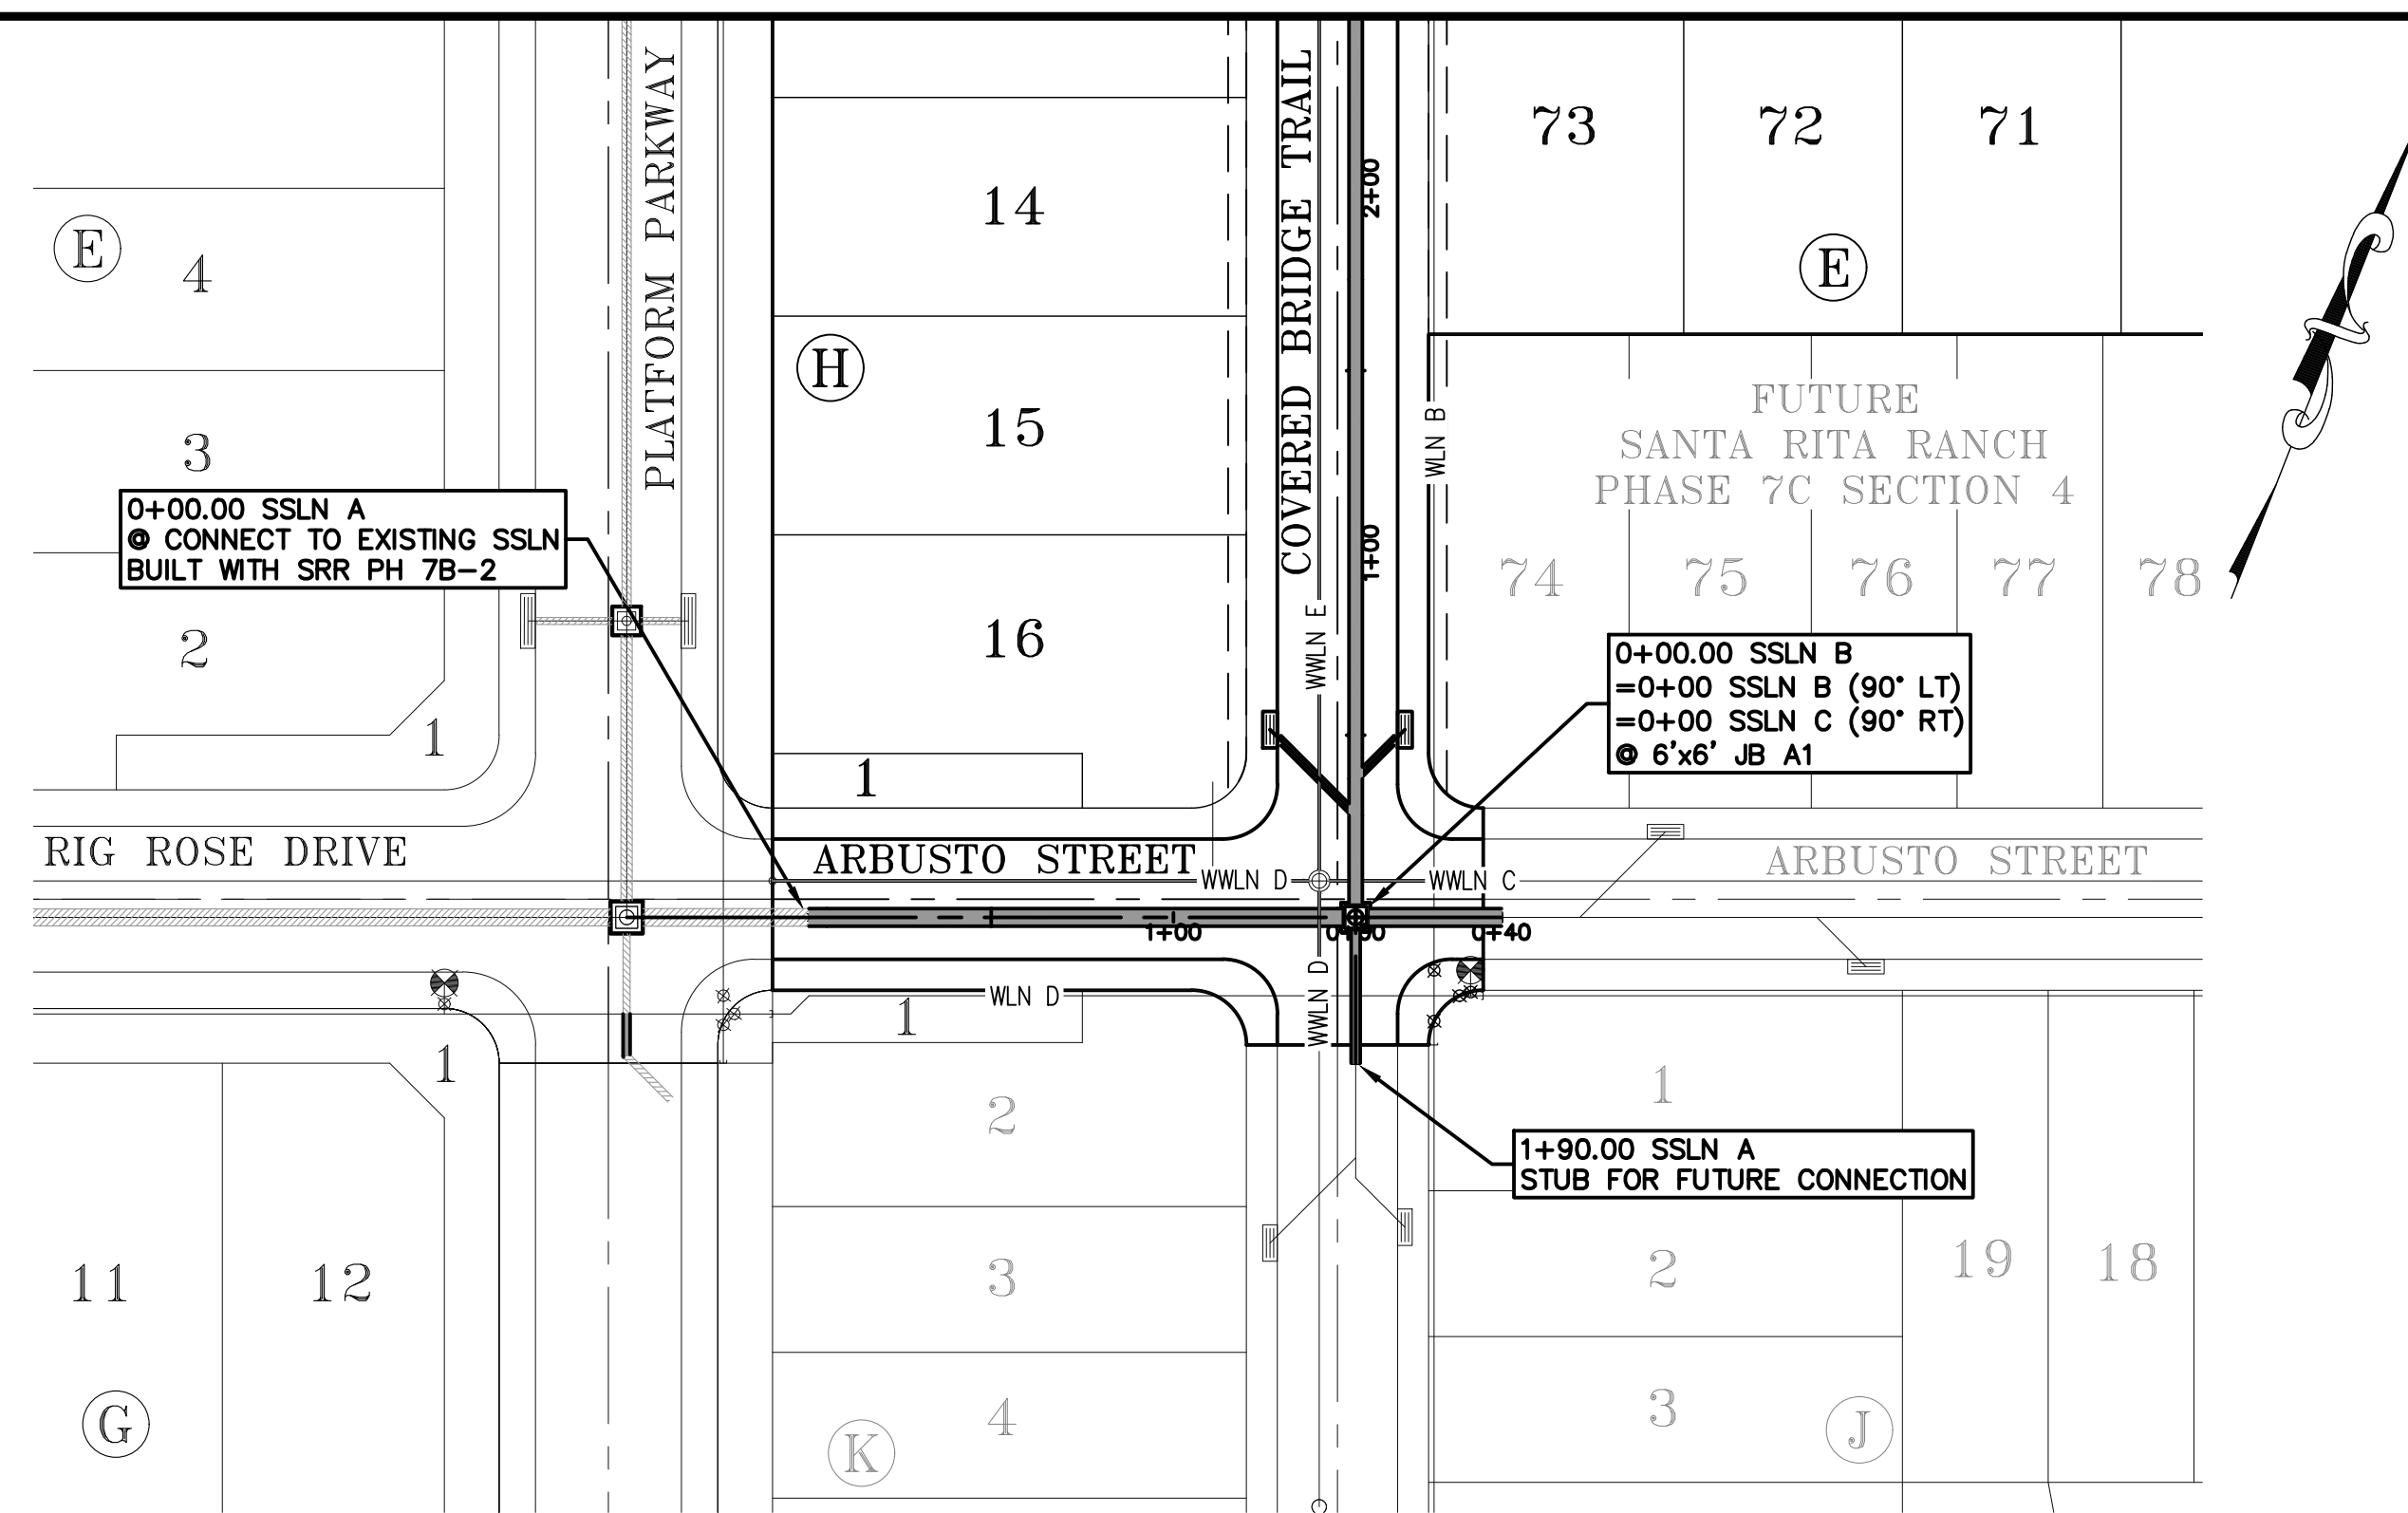 PLATFORM PARKWAY
COVERED BRIDGE TRAIL
73
72
71
2+00
14
E
4
E
H
15
3
FUTURE
SANTA RITA RANCH
PHASE 7C SECTION 4
WLN B
0+00.00 SSLN A
@ CONNECT TO EXISTING SSLN
BUILT WITH SRR PH 7B-2
1+00
74
75
76
77
78
2
16
WWLN E
0+00.00 SSLN B
=0+00 SSLN B (90° LT)
=0+00 SSLN C (90° RT)
@ 6'x6' JB A1
1
1
RIG ROSE DRIVE
ARBUSTO STREET
ARBUSTO STREET
WWLN D
WWLN C
1+00
0+40
WLN D
WWLN D
1
1
2
1
1+90.00 SSLN A
STUB FOR FUTURE CONNECTION
11
12
3
2
19
18
G
K
4
3
J